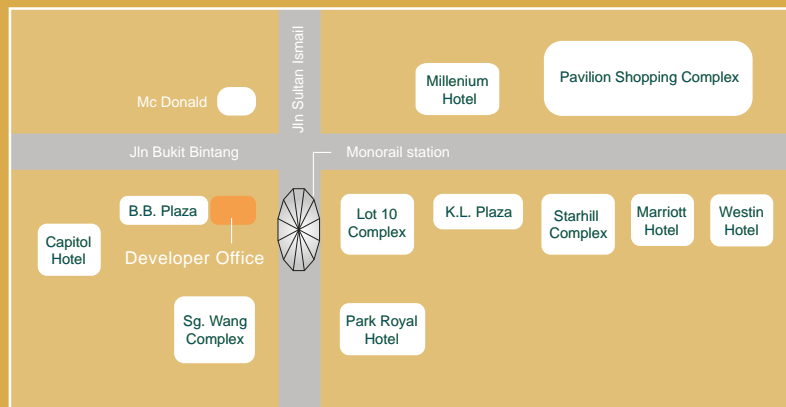 Jln Sultan Ismail
Millenium
Hotel
Pavilion Shopping Complex
Mc Donald
Jln Bukit Bintang
Monorail station
B.B. Plaza
Lot 10
Complex
K.L. Plaza
Starhill
Complex
Marriott
Hotel
Westin
Hotel
Capitol
Hotel
Developer Office
Sg. Wang
Complex
Park Royal
Hotel